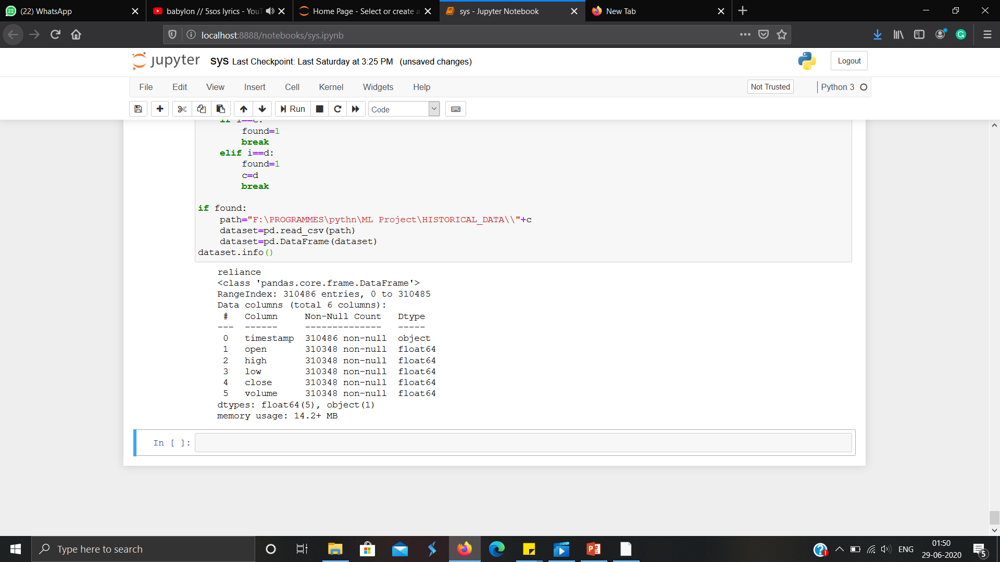 (22) WhatsApp
babylon // 5sos lyrics - YouT
Home Page - Select or create a
sys - Jupyter Notebook
New Tab
localhost:8888/notebooks/sys.ipynb
jupyter sys Last Checkpoint: Last Saturday at 3:25 PM (unsaved changes)
Logout
File Edit View Insert Cell Kernel Widgets Help
Not Trusted
Python 3
Run
Code
if i==c:
found=1
break
elif i==d:
found=1
c=d
break
if found:
path="F:\PROGRAMMES\pythn\ML Project\HISTORICAL_DATA\\"+c
dataset=pd.read_csv(path)
dataset=pd.DataFrame(dataset)
dataset.info()
reliance
<class 'pandas.core.frame.DataFrame'>
RangeIndex: 310486 entries, 0 to 310485
Data columns (total 6 columns):
# Column Non-Null Count Dtype
--- ------ -------------- -----
0 timestamp 310486 non-null object
1 open 310348 non-null float64
2 high 310348 non-null float64
3 low 310348 non-null float64
4 close 310348 non-null float64
5 volume 310348 non-null float64
dtypes: float64(5), object(1)
memory usage: 14.2+ MB
In [ ]:
Type here to search
ENG
01:50
29-06-2020
5